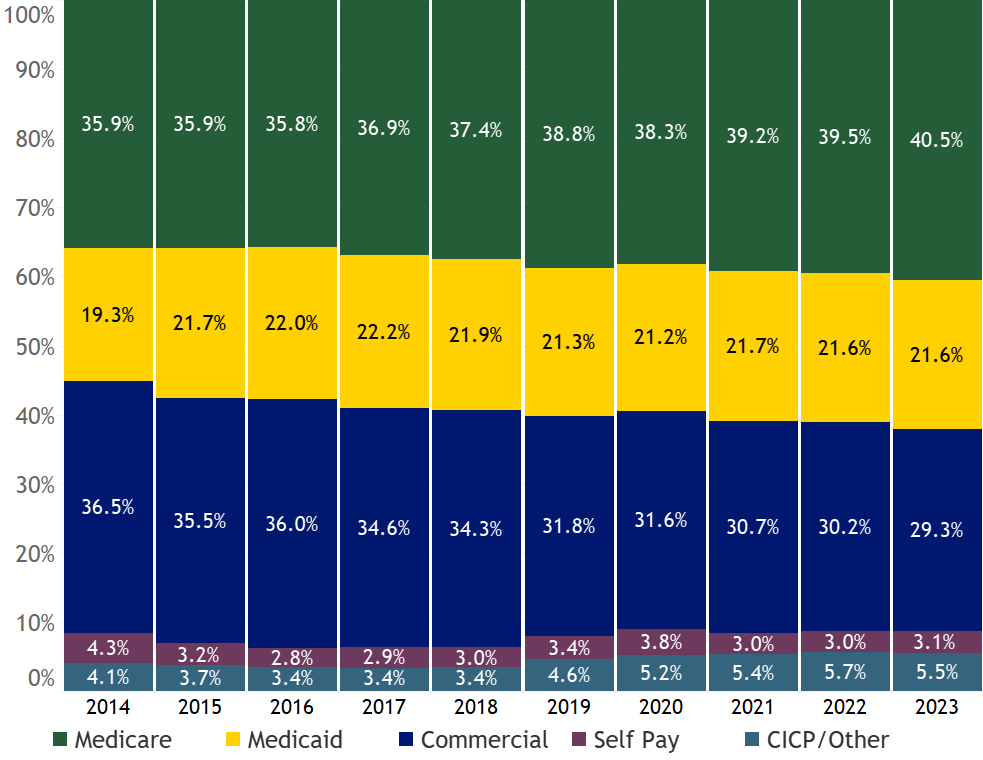 100%
90%
80%
70%
60%
50%
40%
30%
20%
10%
0%
35.9% 35.9% 35.8% 36.9% 37.4% 38.8% 38.3% 39.2% 39.5% 40.5%
19.3% 21.7% 22.0% 22.2% 21.9% 21.3% 21.2% 21.7% 21.6% 21.6%
36.5% 35.5% 36.0% 34.6% 34.3% 31.8% 31.6% 30.7% 30.2% 29.3%
4.3% 3.2% 2.8% 2.9% 3.0% 3.4% 3.8% 3.0% 3.0% 3.1%
4.1% 3.7% 3.4% 3.4% 3.4% 4.6% 5.2% 5.4% 5.7% 5.5%
2014 2015 2016 2017 2018 2019 2020 2021 2022 2023
Medicare Medicaid Commercial Self Pay CICP/Other